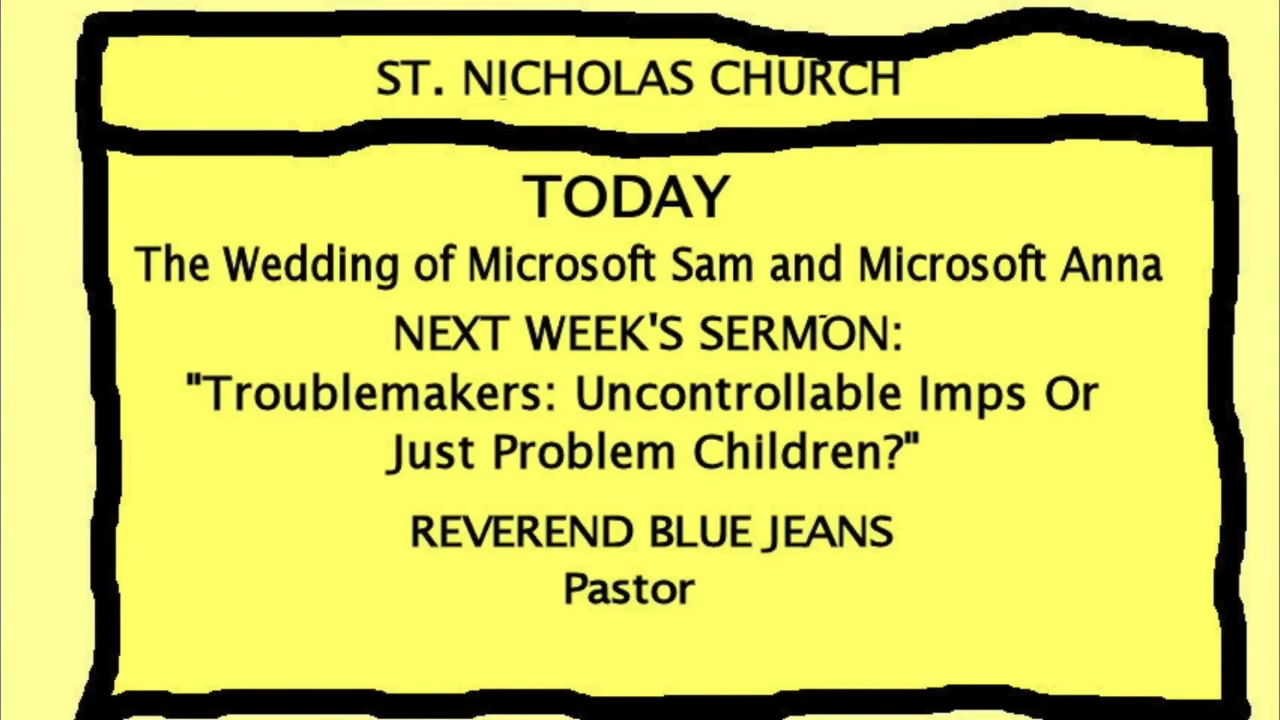 ST. NICHOLAS CHURCH
TODAY
The Wedding of Microsoft Sam and Microsoft Anna
NEXT WEEK'S SERMON:
"Troublemakers: Uncontrollable Imps Or
Just Problem Children?"
REVEREND BLUE JEANS
Pastor